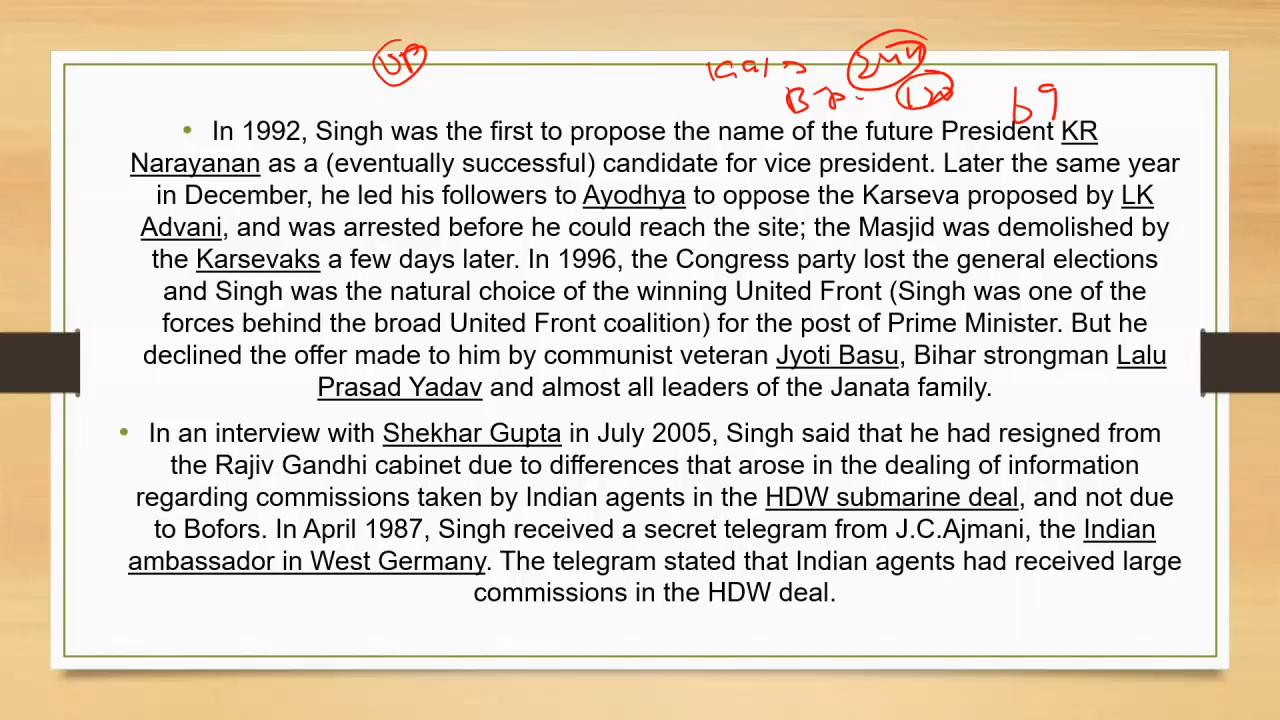 UP
69
• In 1992, Singh was the first to propose the name of the future President KR
Narayanan as a (eventually successful) candidate for vice president. Later the same year
in December, he led his followers to Ayodhya to oppose the Karseva proposed by LK
Advani, and was arrested before he could reach the site; the Masjid was demolished by
the Karsevaks a few days later. In 1996, the Congress party lost the general elections
and Singh was the natural choice of the winning United Front (Singh was one of the
forces behind the broad United Front coalition) for the post of Prime Minister. But he
declined the offer made to him by communist veteran Jyoti Basu, Bihar strongman Lalu
Prasad Yadav and almost all leaders of the Janata family.
• In an interview with Shekhar Gupta in July 2005, Singh said that he had resigned from
the Rajiv Gandhi cabinet due to differences that arose in the dealing of information
regarding commissions taken by Indian agents in the HDW submarine deal, and not due
to Bofors. In April 1987, Singh received a secret telegram from J.C.Ajmani, the Indian
ambassador in West Germany. The telegram stated that Indian agents had received large
commissions in the HDW deal.